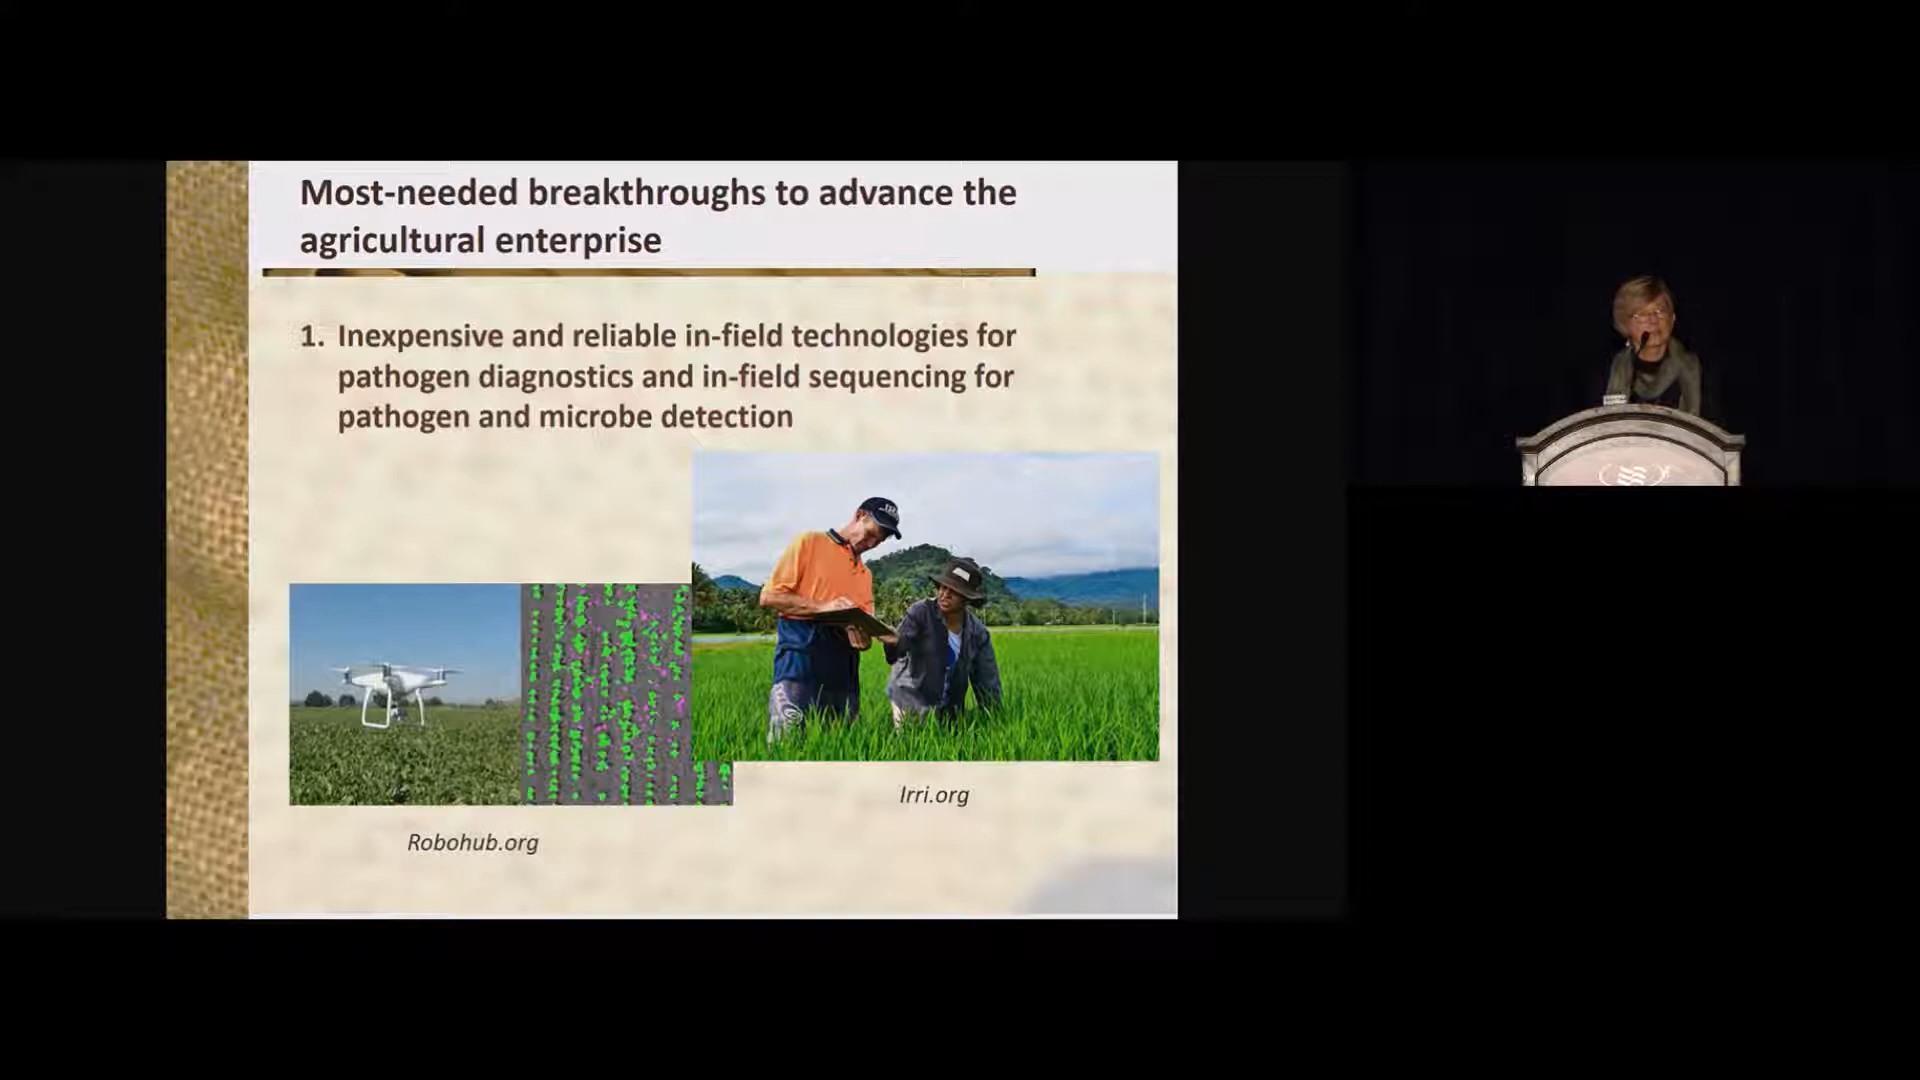 Most-needed breakthroughs to advance the
agricultural enterprise
1. Inexpensive and reliable in-field technologies for
pathogen diagnostics and in-field sequencing for
pathogen and microbe detection
Irri.org
Robohub.org